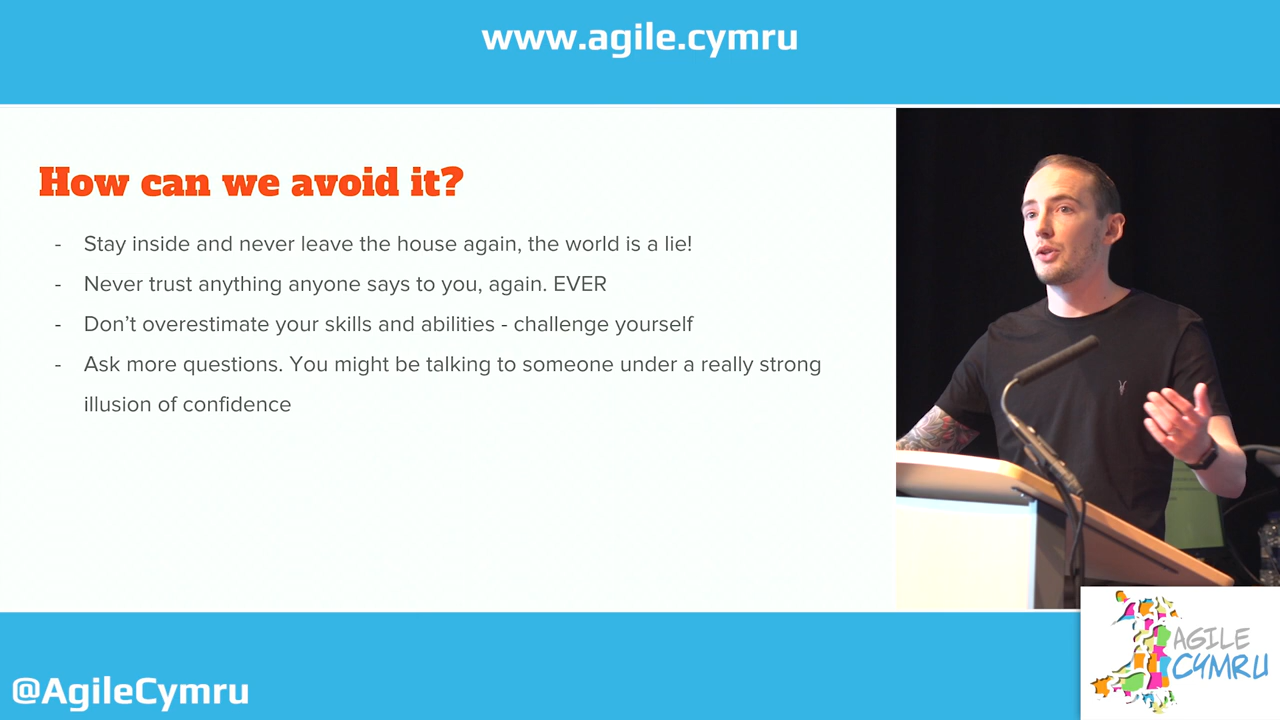 www.agile.cymru
How can we avoid it?
- Stay inside and never leave the house again, the world is a lie!
- Never trust anything anyone says to you, again. EVER
- Don’t overestimate your skills and abilities - challenge yourself
- Ask more questions. You might be talking to someone under a really strong
illusion of confidence
@AgileCymru
AGILE
CYMRU